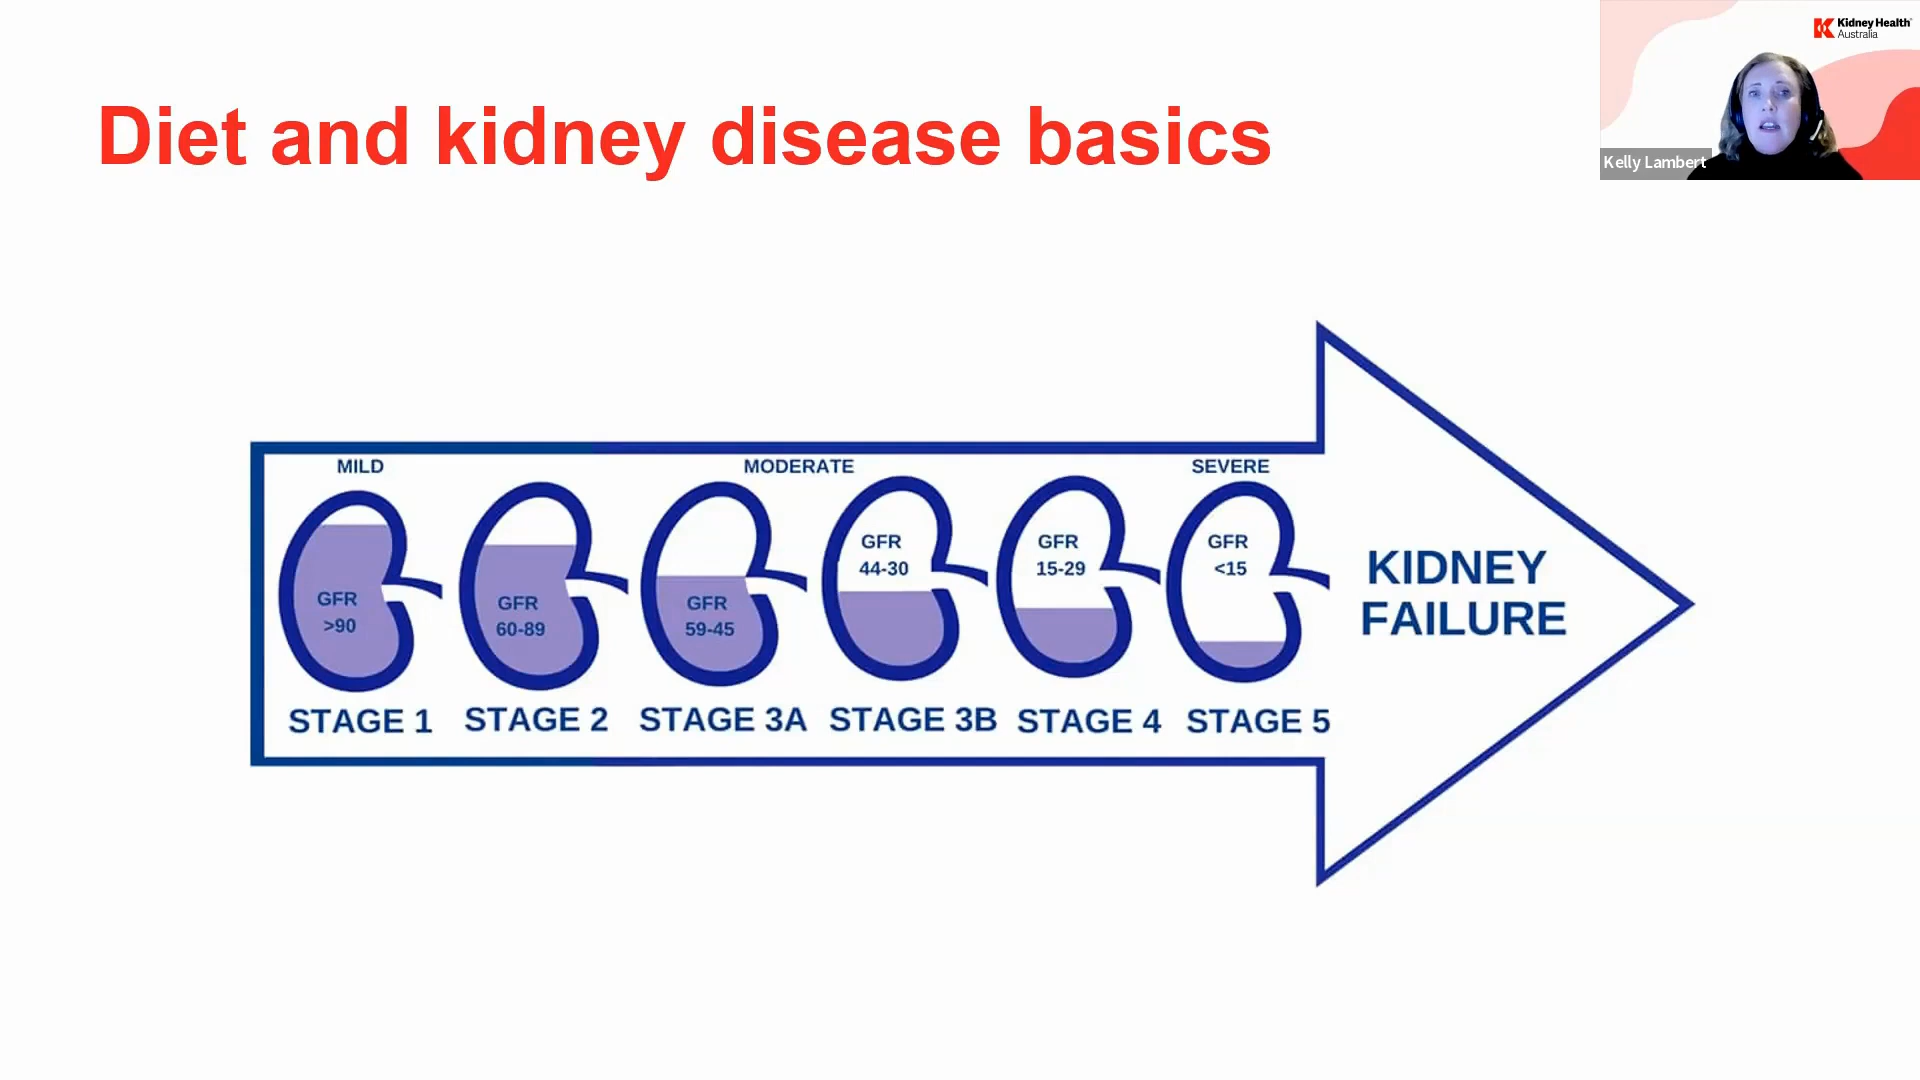 Kidney Health
Australia
Kelly Lambert
Diet and kidney disease basics
MILD
MODERATE
SEVERE
GFR
>90
GFR
60-89
GFR
59-45
GFR
44-30
GFR
15-29
GFR
<15
STAGE 1
STAGE 2
STAGE 3A
STAGE 3B
STAGE 4
STAGE 5
KIDNEY
FAILURE